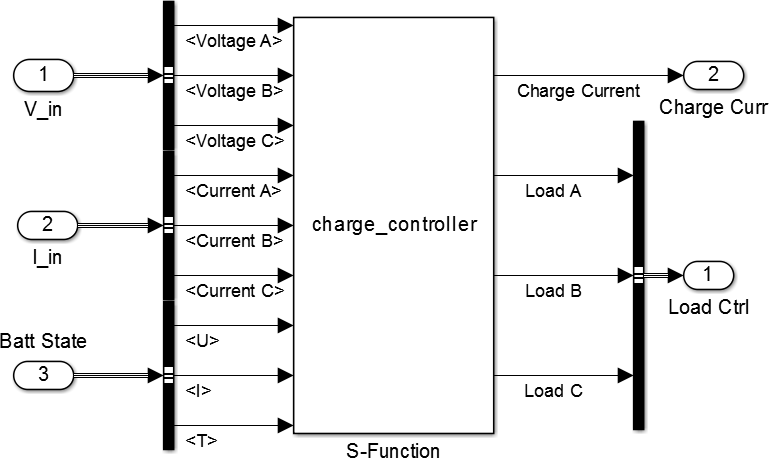 1
V_in
2
I_in
Batt State
3
<Voltage A>
<Voltage B>
<Voltage C>
<Current A>
<Current B>
<Current C>
<U>
<I>
<T>
charge_controller
S-Function
Charge Current
Load A
Load B
Load C
2
Charge Curr
1
Load Ctrl